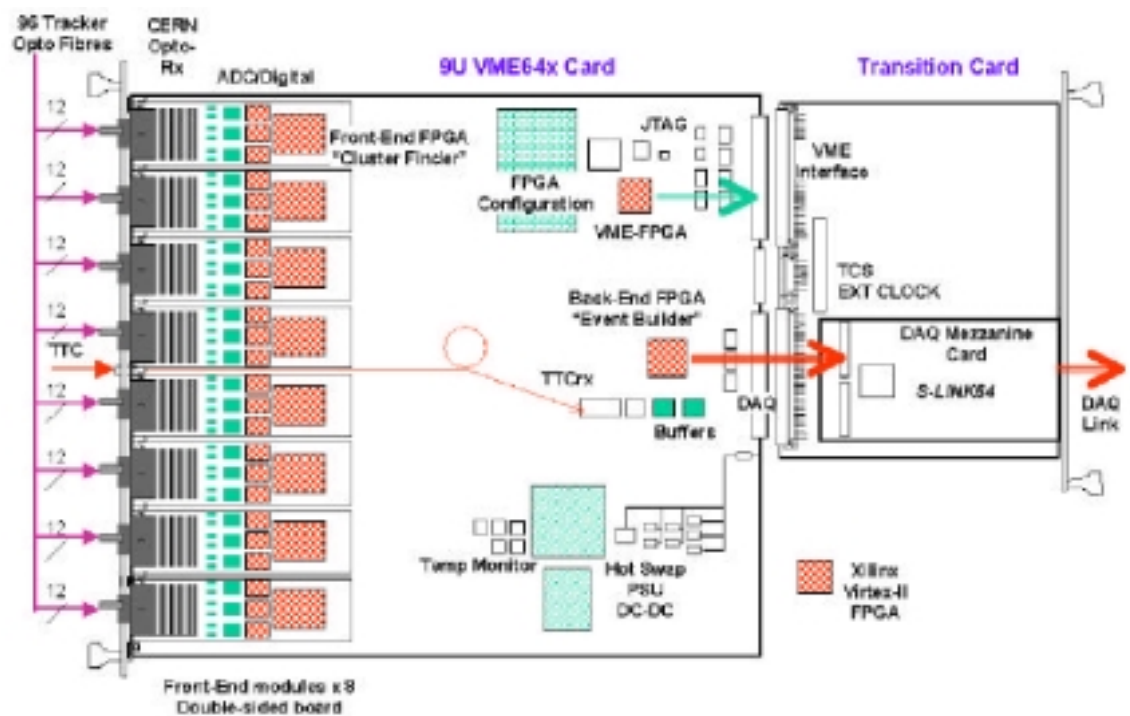 96 Tracker
Opto Fibres
CERN
Opto-
Rx
ADC/Digital
9U VME64x Card
Transition Card
12
12
12
12
TTC
12
12
12
12
Front-End FPGA
"Cluster Finder"
FPGA
Configuration
JTAG
VME-FPGA
VME
Interface
TCS
EXT CLOCK
Back-End FPGA
"Event Builder"
TTCrx
Buffers
DAQ
DAQ Mezzanine
Card
S-LINK64
DAQ
Link
Temp Monitor
Hot Swap
PSU
DC-DC
Xilinx
Virtex-II
FPGA
Front-End modules x 8
Double-sided board